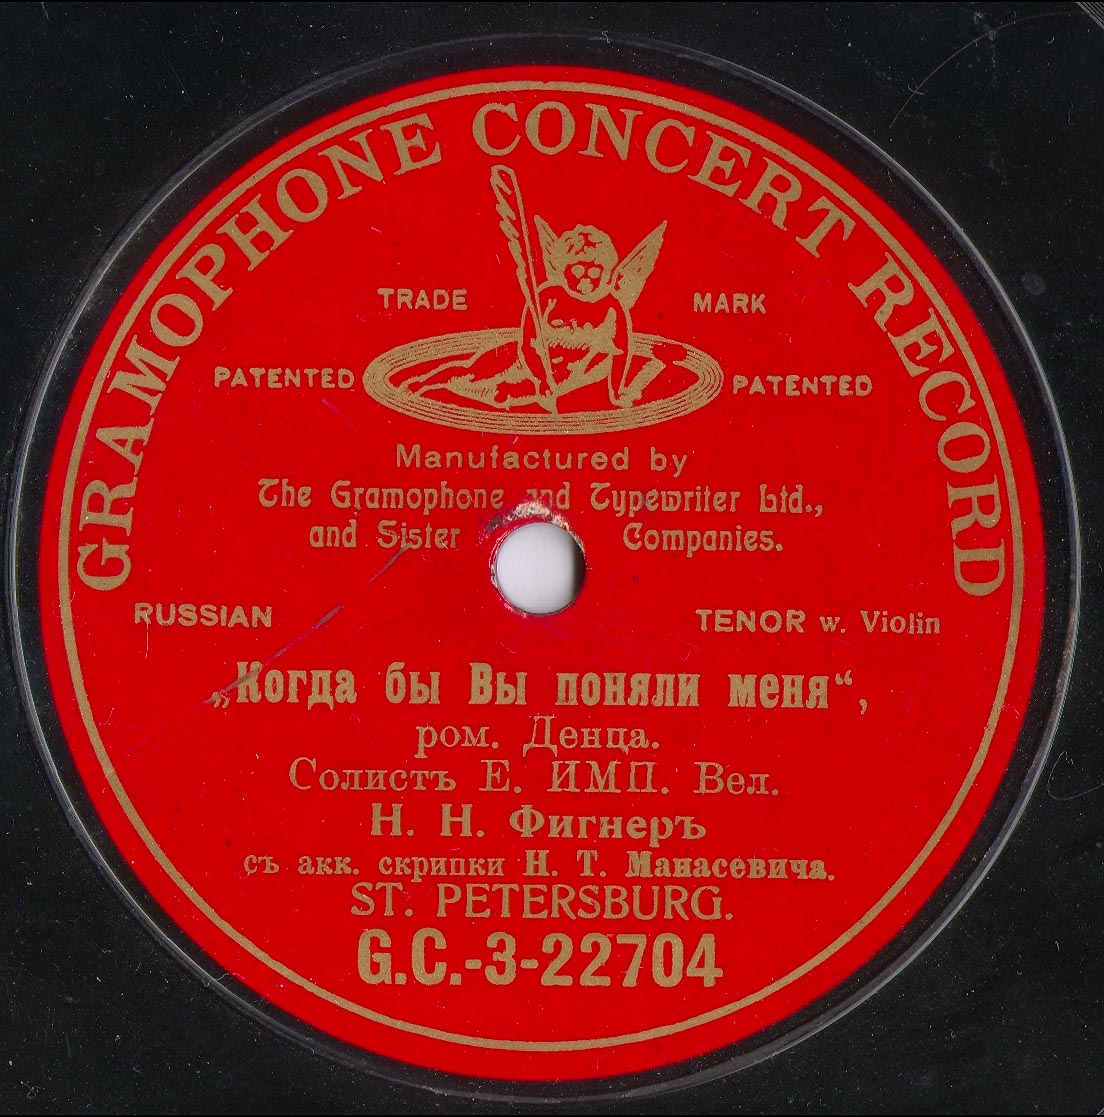 GRAMOPHONE CONCERT RECORD
TRADE MARK
PATENTED PATENTED
Manufactured by
The Gramophone and Typewriter Ltd.,
and Sister Companies.
RUSSIAN TENOR w. Violin
„Когда бы Вы поняли меня“,
ром. Денца.
Солистъ Е. ИМП. Вел.
Н. Н. Фигнеръ
съ акк. скрипки Н. Т. Манасевича.
ST. PETERSBURG.
G.C.-3-22704